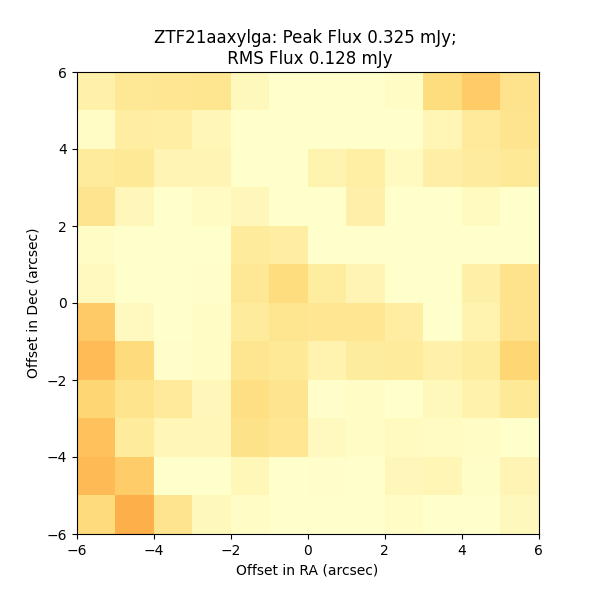 ZTF21aaxylga: Peak Flux 0.325 mJy;
RMS Flux 0.128 mJy
6
4
2
0
−2
−4
−6
Offset in Dec (arcsec)
−6 −4 −2 0 2 4 6
Offset in RA (arcsec)